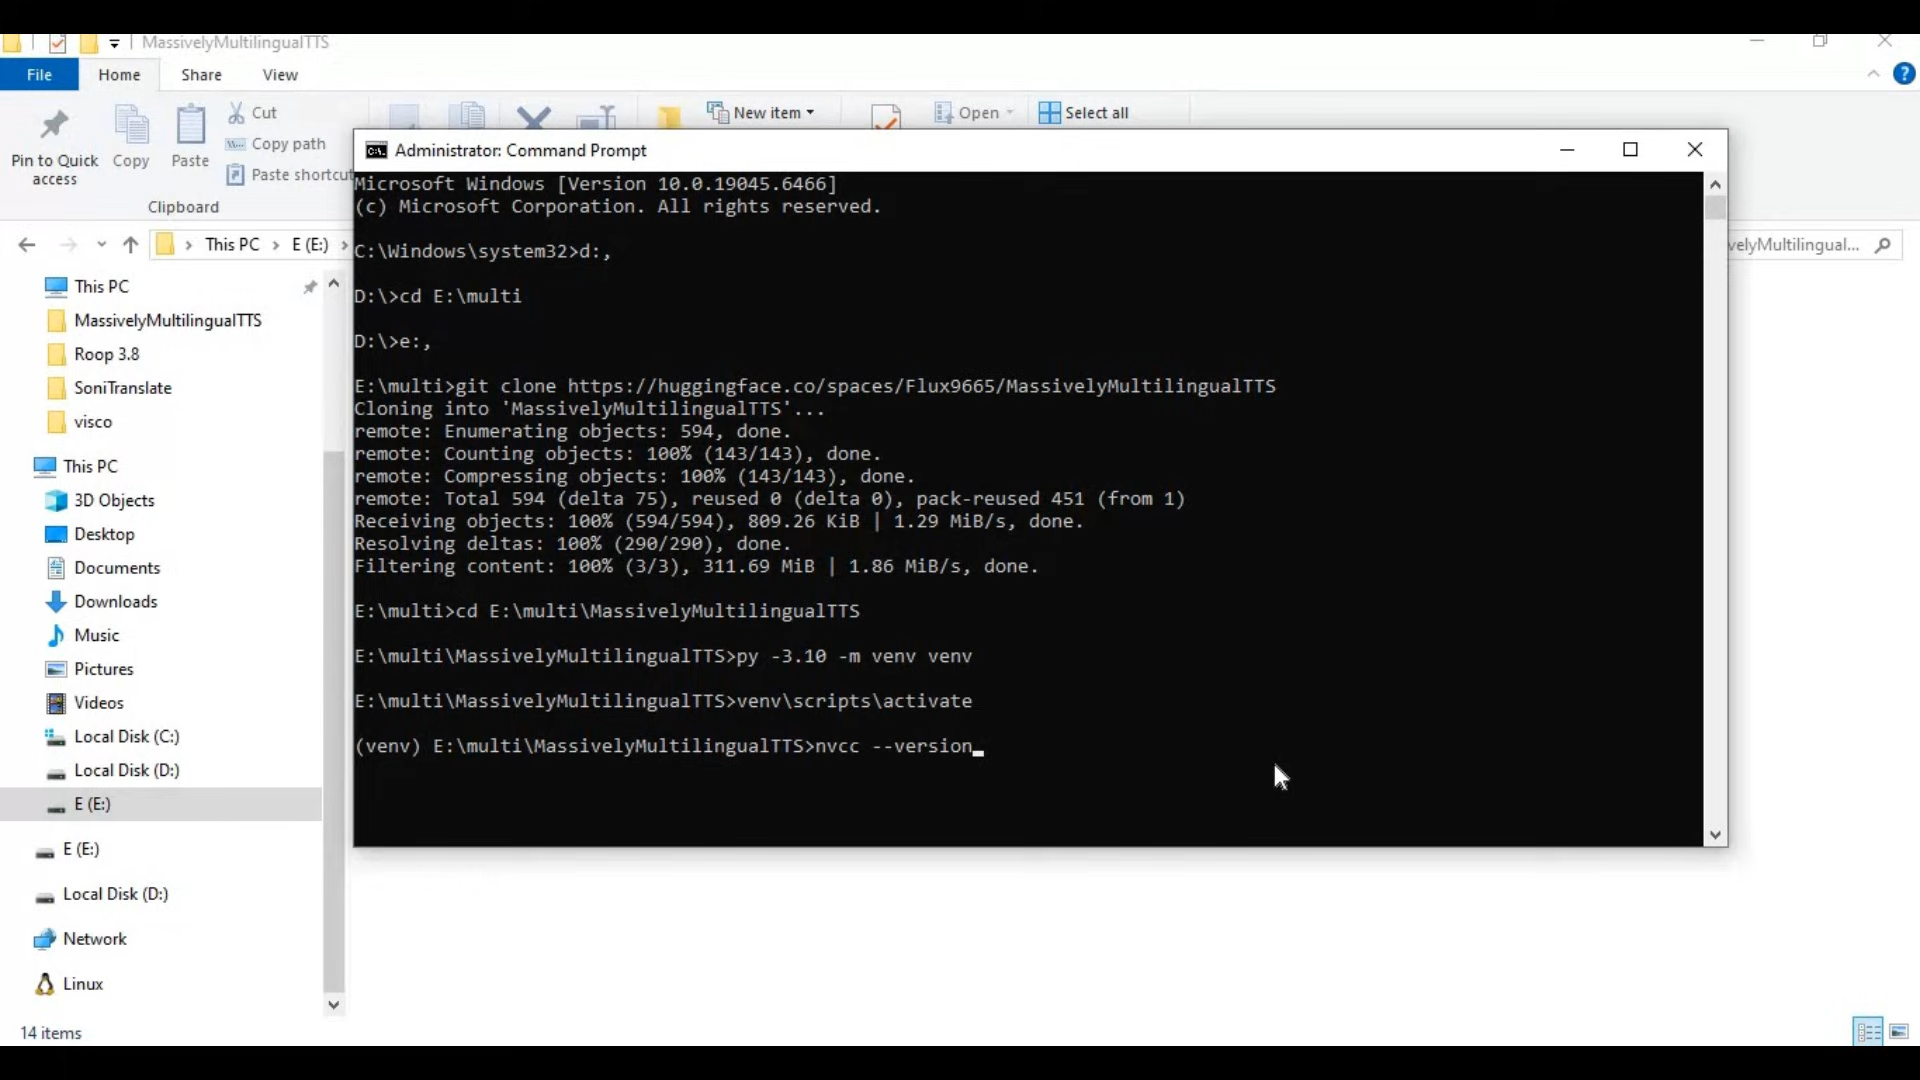 MassivelyMultilingualTTS
File Home Share View
Pin to Quick access
Copy
Paste
Cut
Copy path
Paste shortcut
Clipboard
New item
Open
Select all
This PC > E (E:) >
velyMultilingual...
This PC
MassivelyMultilingualTTS
Roop 3.8
SoniTranslate
visco
This PC
3D Objects
Desktop
Documents
Downloads
Music
Pictures
Videos
Local Disk (C:)
Local Disk (D:)
E (E:)
E (E:)
Local Disk (D:)
Network
Linux
14 items
Administrator: Command Prompt
Microsoft Windows [Version 10.0.19045.6466]
(c) Microsoft Corporation. All rights reserved.
C:\Windows\system32>d:,
D:\>cd E:\multi
D:\>e:,
E:\multi>git clone https://huggingface.co/spaces/Flux9665/MassivelyMultilingualTTS
Cloning into 'MassivelyMultilingualTTS'...
remote: Enumerating objects: 594, done.
remote: Counting objects: 100% (143/143), done.
remote: Compressing objects: 100% (143/143), done.
remote: Total 594 (delta 75), reused 0 (delta 0), pack-reused 451 (from 1)
Receiving objects: 100% (594/594), 809.26 KiB | 1.29 MiB/s, done.
Resolving deltas: 100% (290/290), done.
Filtering content: 100% (3/3), 311.69 MiB | 1.86 MiB/s, done.
E:\multi>cd E:\multi\MassivelyMultilingualTTS
E:\multi\MassivelyMultilingualTTS>py -3.10 -m venv venv
E:\multi\MassivelyMultilingualTTS>venv\scripts\activate
(venv) E:\multi\MassivelyMultilingualTTS>nvcc --version